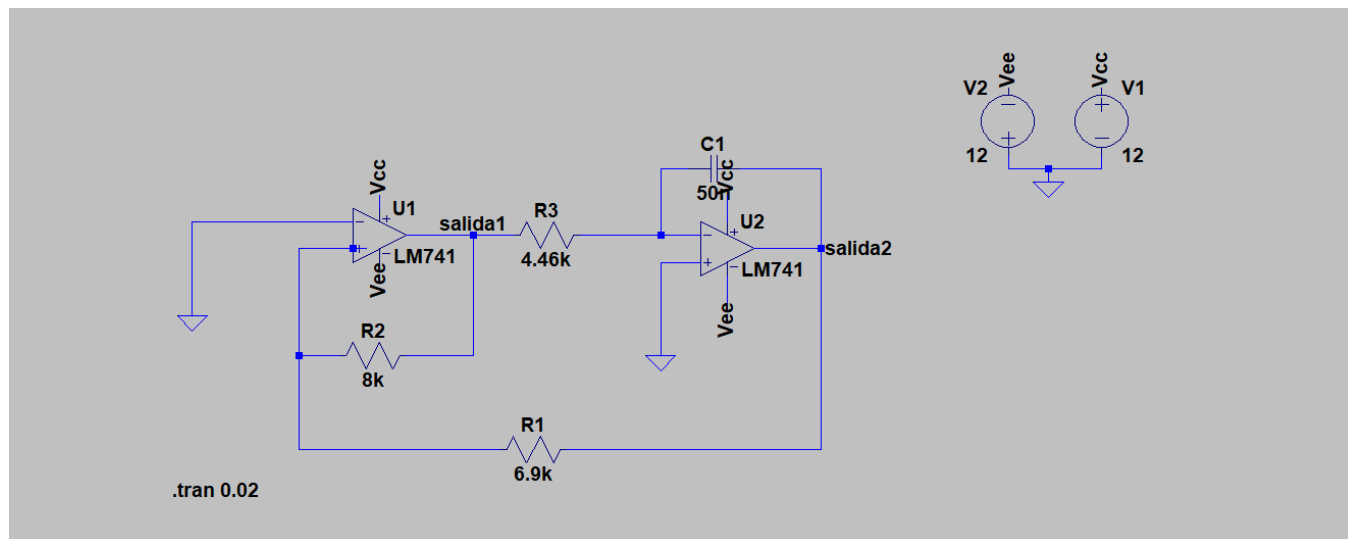 Vee
Vcc
V2
V1
12
12
C1
50n
Vcc
Vcc
U1
U2
salida1
R3
4.46k
LM741
Vee
salida2
LM741
Vee
R2
8k
R1
6.9k
.tran 0.02